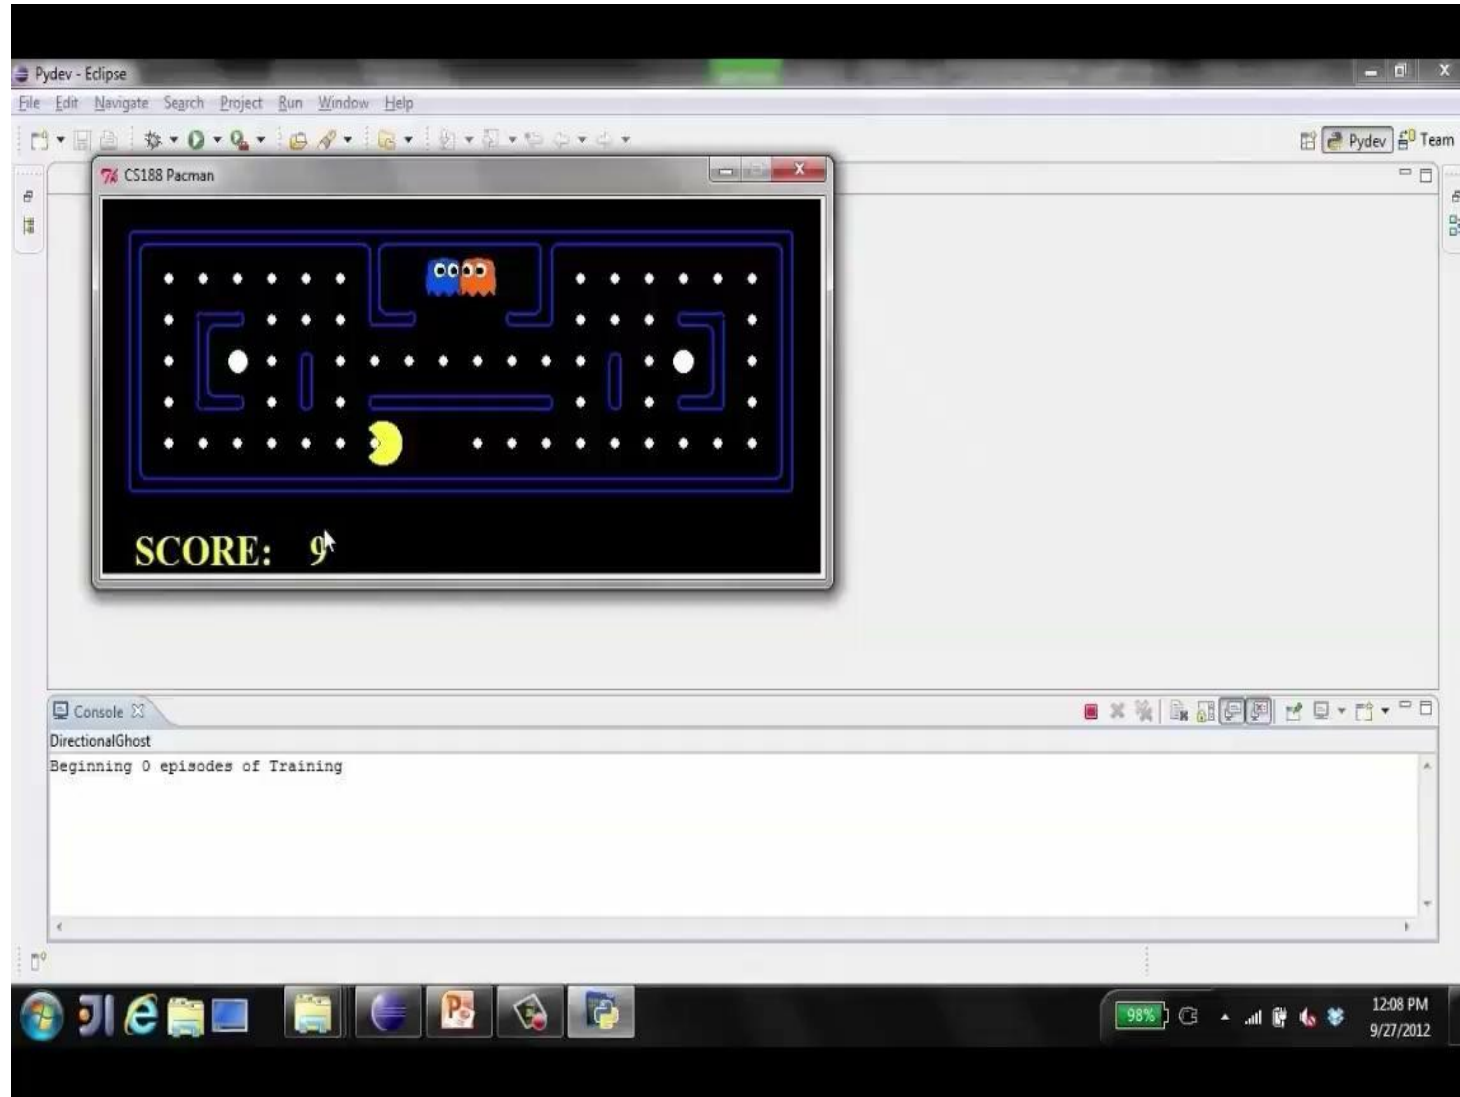 Pydev - Eclipse
File Edit Navigate Search Project Run Window Help
Pydev Team
CS188 Pacman
SCORE: 9
Console
DirectionalGhost
Beginning 0 episodes of Training
98%
12:08 PM
9/27/2012